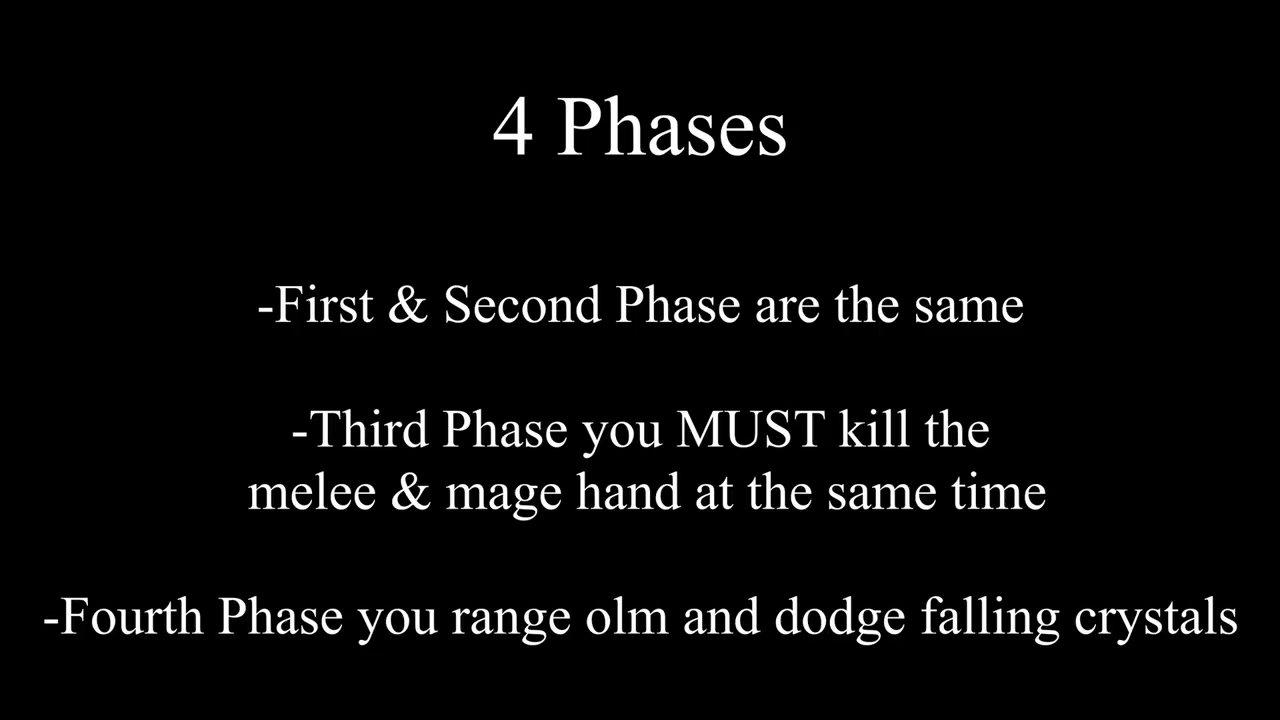 4 Phases
-First & Second Phase are the same
-Third Phase you MUST kill the
melee & mage hand at the same time
-Fourth Phase you range olm and dodge falling crystals